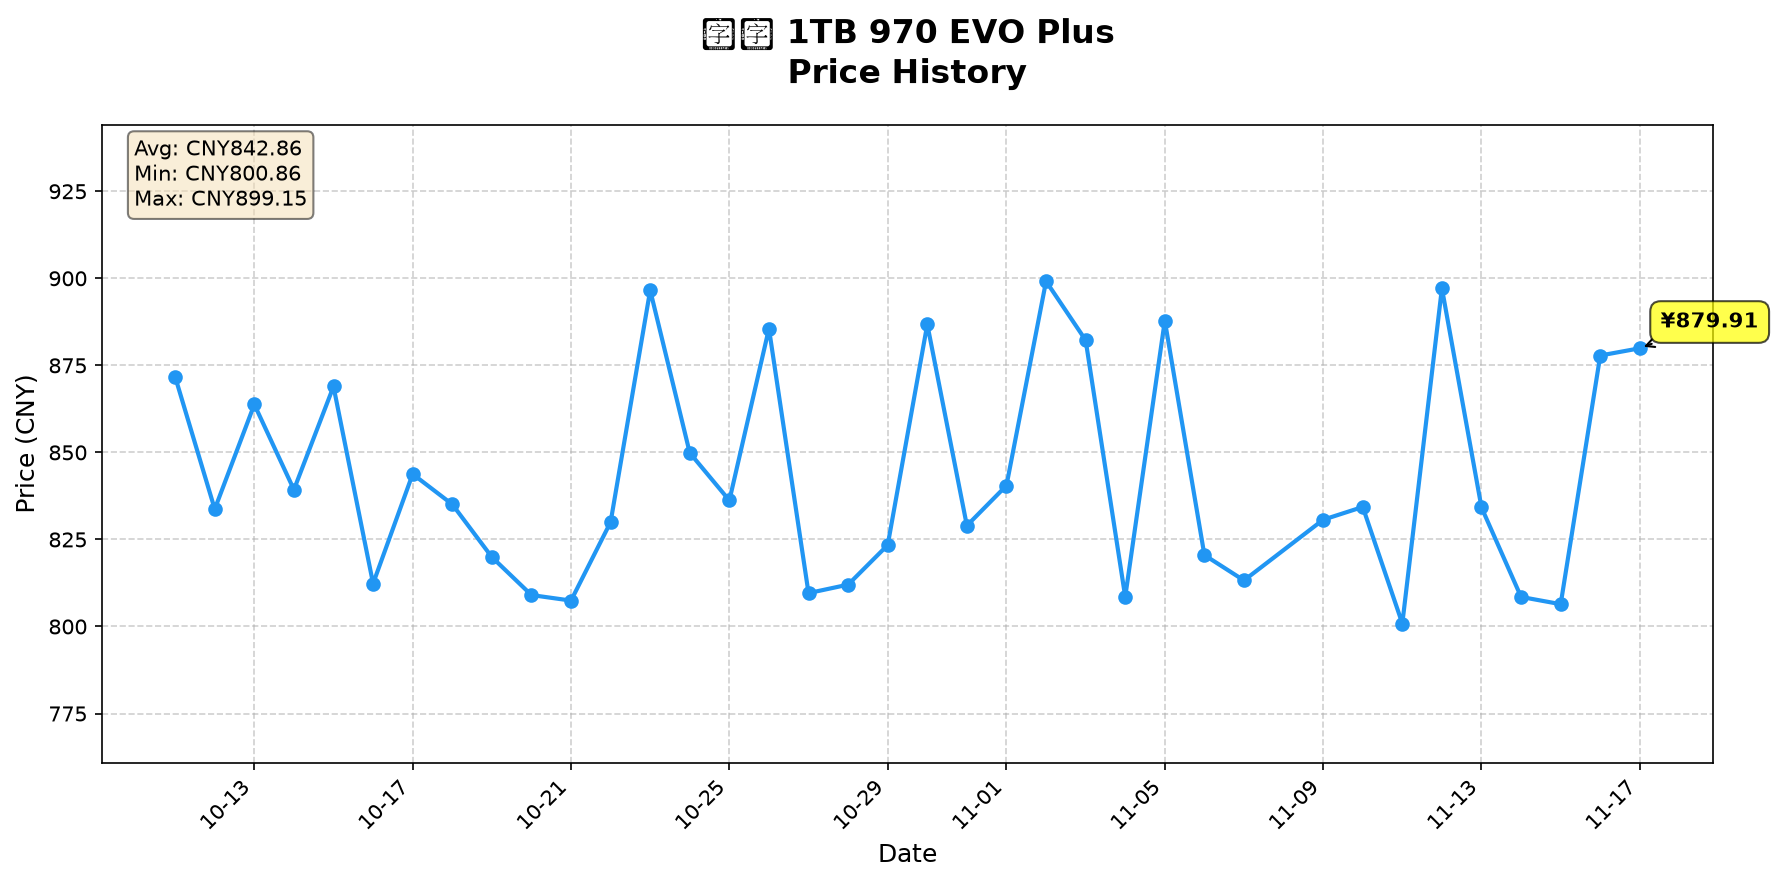 1TB 970 EVO Plus
Price History
Avg: CNY842.86
Min: CNY800.86
Max: CNY899.15
¥879.91
Price (CNY)
925
900
875
850
825
800
775
10-13
10-17
10-21
10-25
10-29
11-01
11-05
11-09
11-13
11-17
Date